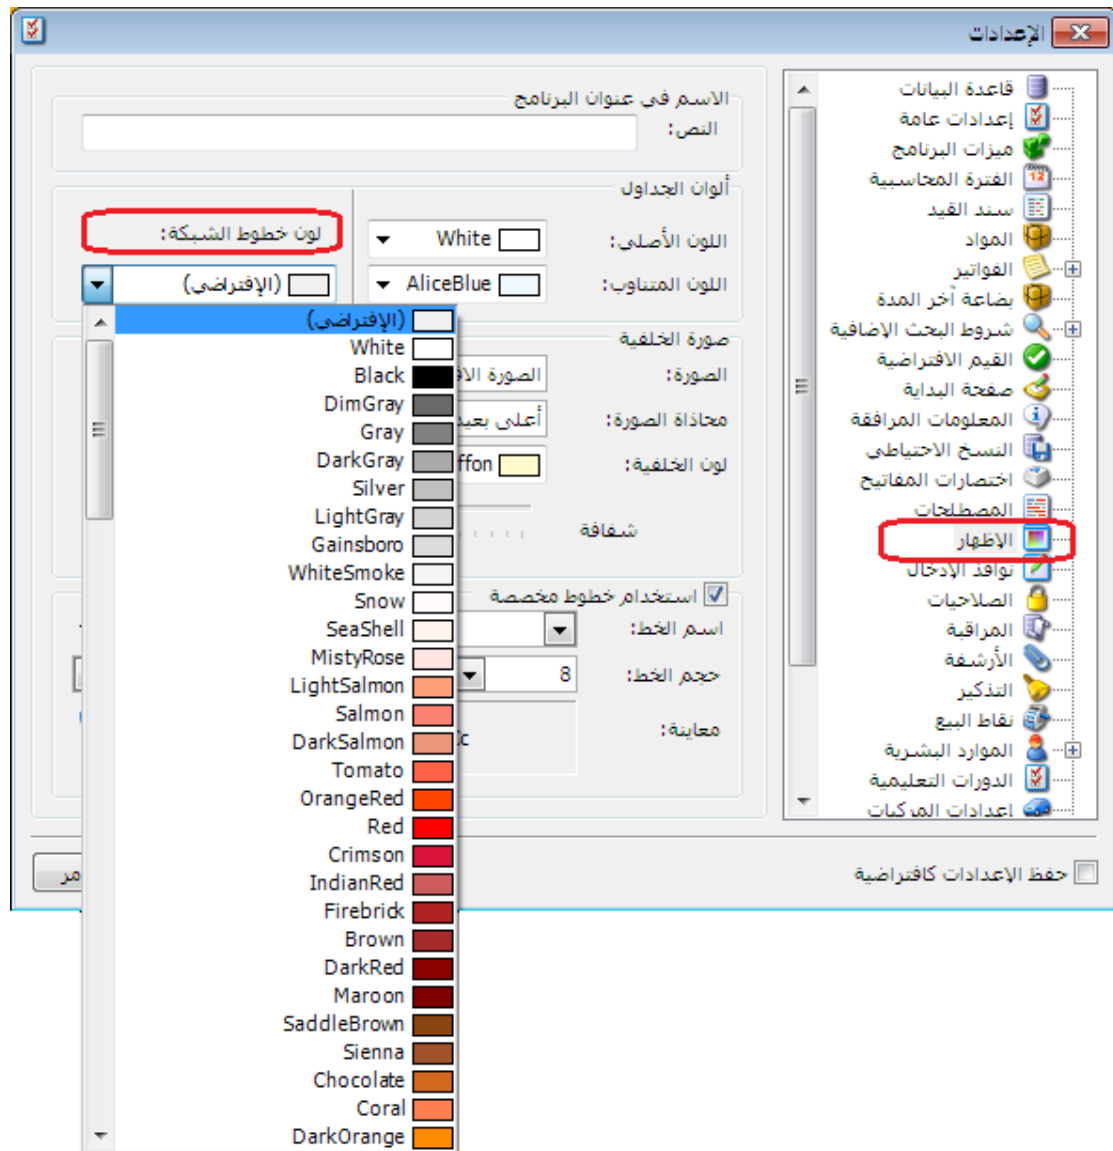 الإعدادات
قاعدة البيانات
إعدادات عامة
ميزات البرنامج
الفترة المحاسبية
12
سند القيد
المواد
الفواتير
بضاعة آخر المدة
شروط البحث الإضافية
القيم الافتراضية
صفحة البداية
المعلومات المرافقة
النسخ الاحتياطي
اختصارات المفاتيح
المصطلحات
الإظهار
نوافذ الإدخال
الصلاحيات
المراقبة
الأرشفة
التذكير
نقاط البيع
الموارد البشرية
الدورات التعليمية
إعدادات المركبات
الاسم في عنوان البرنامج
النص:
ألوان الجداول
اللون الأصلي: White
اللون المتناوب: AliceBlue
لون خطوط الشبكة:
(الإفتراضي)
صورة الخلفية
الصورة: الصورة
محاذاة الصورة: أعلى
لون الخلفية:
شفافة
استخدام خطوط مخصصة
اسم الخط:
حجم الخط: 8
معاينة:
(الإفتراضي)
White
Black
DimGray
Gray
DarkGray
Silver
LightGray
Gainsboro
WhiteSmoke
Snow
SeaShell
MistyRose
LightSalmon
Salmon
DarkSalmon
Tomato
OrangeRed
Red
Crimson
IndianRed
Firebrick
Brown
DarkRed
Maroon
SaddleBrown
Sienna
Chocolate
Coral
DarkOrange
حفظ الإعدادات كافتراضية